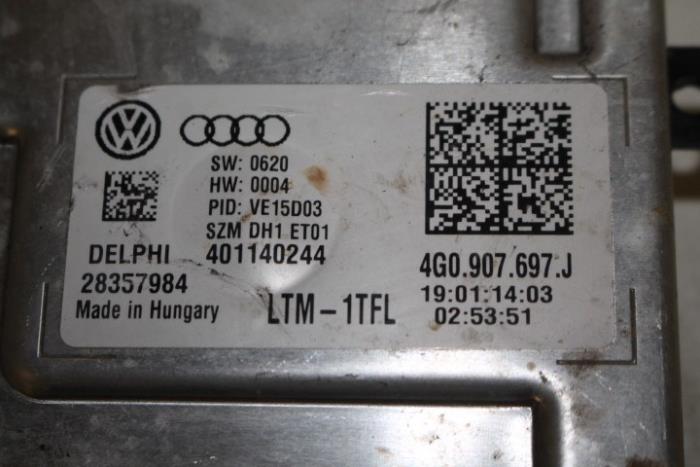 SW: 0620
HW: 0004
PID: VE15D03
SZM DH1 ET01
DELPHI 401140244
28357984
Made in Hungary
LTM-1TFL
4G0.907.697.J
19:01:14:03
02:53:51